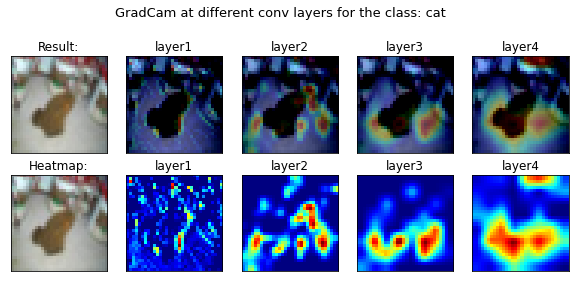 GradCam at different conv layers for the class: cat
Result: layer1 layer2 layer3 layer4
Heatmap: layer1 layer2 layer3 layer4